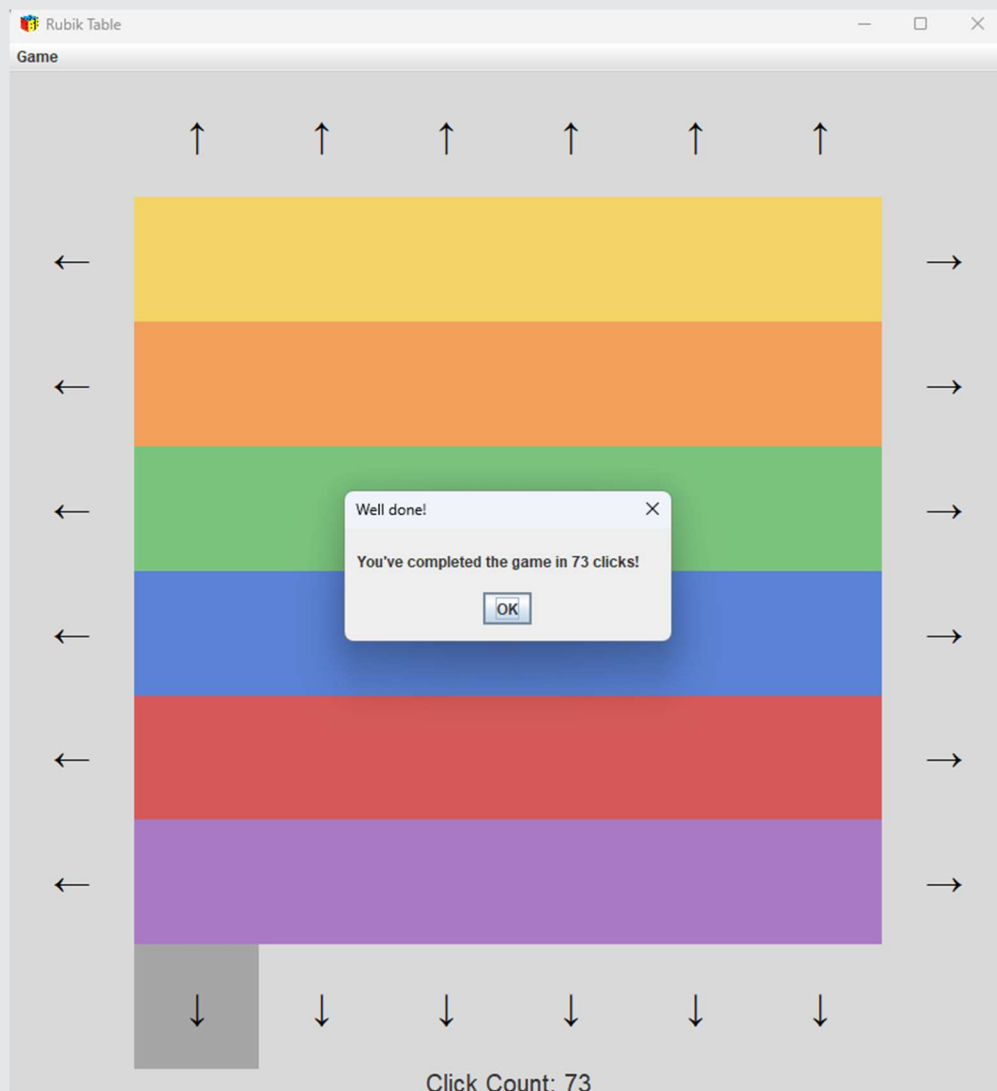 Rubik Table
Game
↑ ↑ ↑ ↑ ↑ ↑
← →
← →
← →
Well done!
You've completed the game in 73 clicks!
OK
← →
← →
← →
↓ ↓ ↓ ↓ ↓ ↓
Click Count: 73